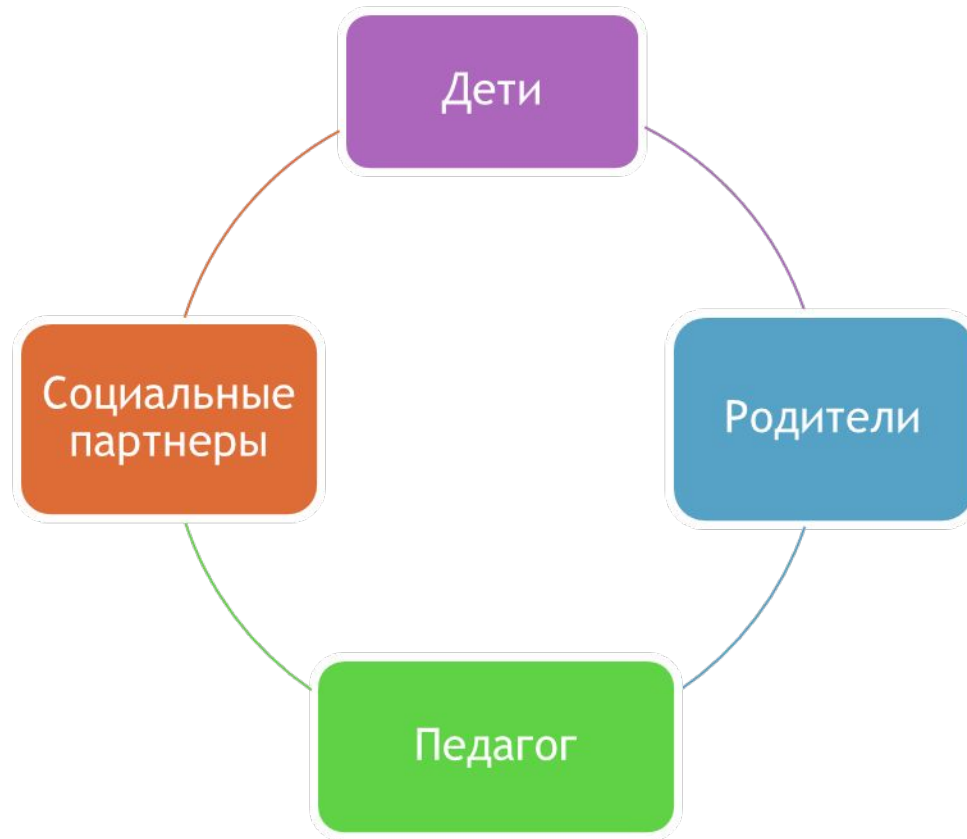 Дети
Социальные
партнеры
Родители
Педагог